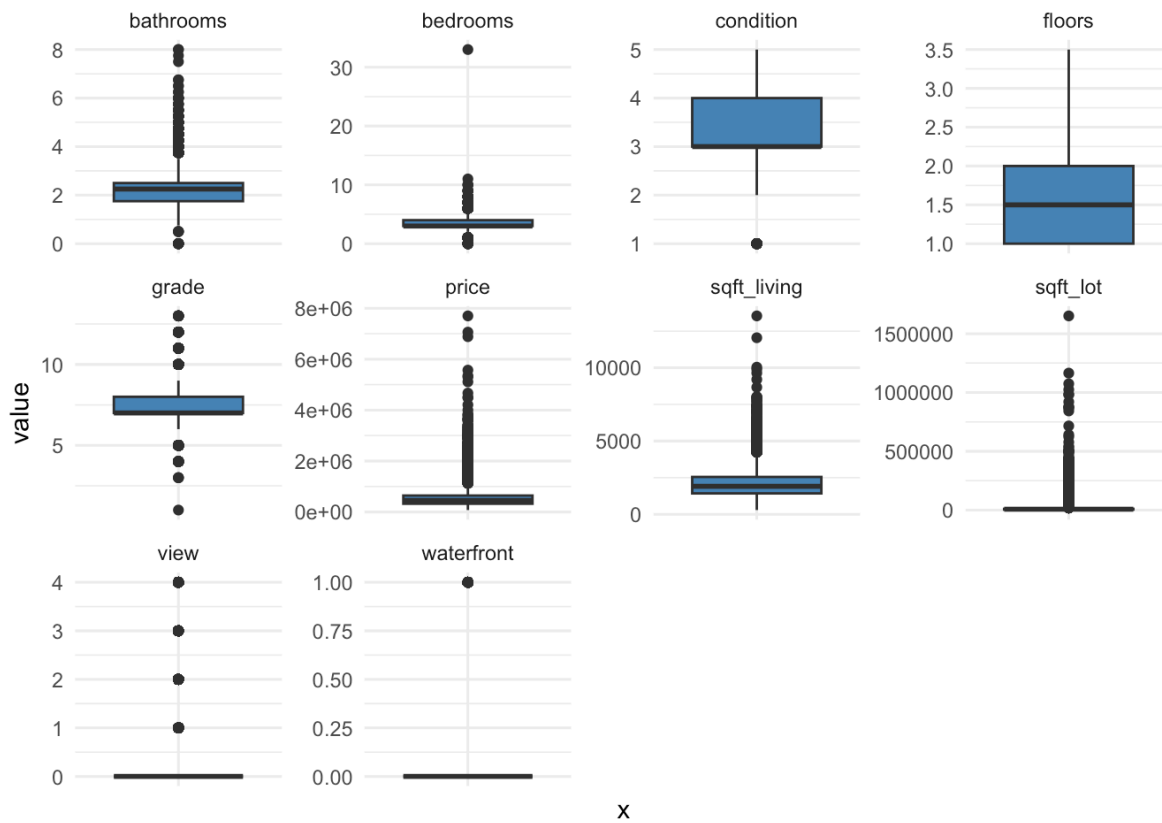 bathrooms
bedrooms
condition
floors
8
6
4
2
0
30
20
10
0
5
4
3
2
1
3.5
3.0
2.5
2.0
1.5
1.0
value
grade
price
sqft_living
sqft_lot
10
5
8e+06
6e+06
4e+06
2e+06
0e+00
10000
5000
0
1500000
1000000
500000
0
view
waterfront
4
3
2
1
0
1.00
0.75
0.50
0.25
0.00
x